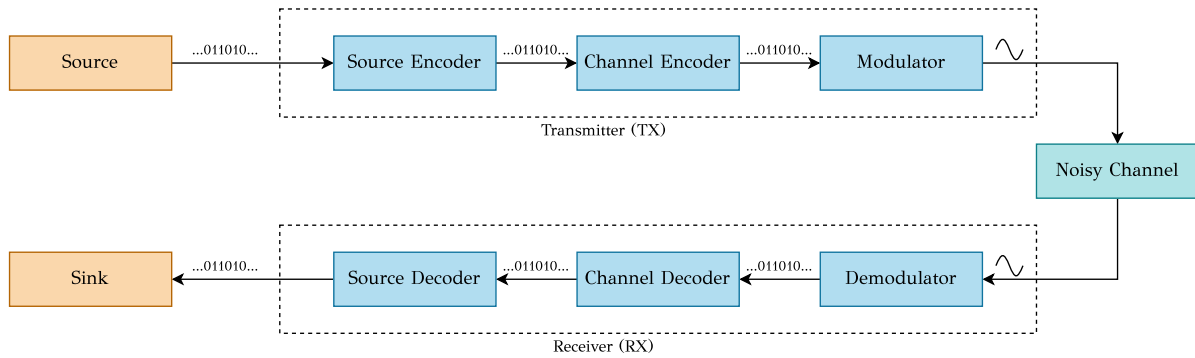 ...011010...
...011010...
...011010...
Source
Source Encoder
Channel Encoder
Modulator
Transmitter (TX)
Noisy Channel
...011010...
...011010...
...011010...
Sink
Source Decoder
Channel Decoder
Demodulator
Receiver (RX)